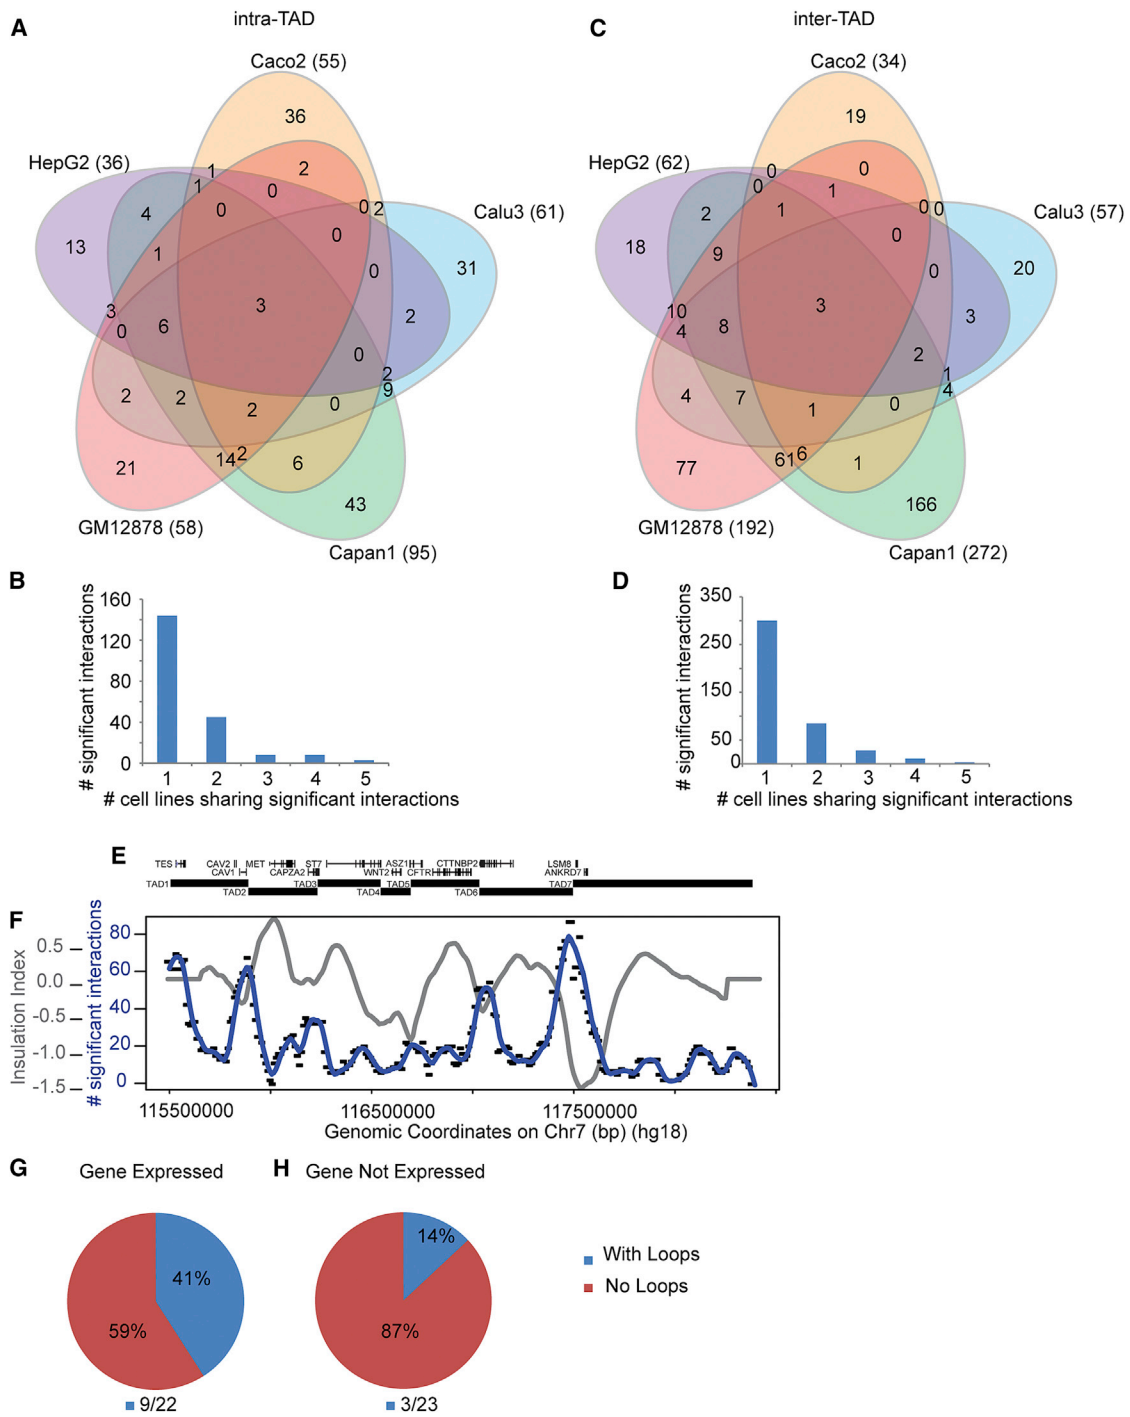 A
intra-TAD
Caco2 (55)
HepG2 (36)
Calu3 (61)
GM12878 (58)
Capan1 (95)
36
1
2
1
0
0
2
4
0
0
13
1
0
31
3
3
2
0
6
0
2
9
2
2
2
0
14
2
6
21
43
C
inter-TAD
Caco2 (34)
HepG2 (62)
Calu3 (57)
GM12878 (192)
Capan1 (272)
19
0
0
0
1
0
0
2
1
0
18
9
0
20
10
3
3
4
8
2
1
4
4
7
1
0
61
6
1
77
166
B
# significant interactions
160
120
80
40
0
1 2 3 4 5
# cell lines sharing significant interactions
D
# significant interactions
350
250
150
50
0
1 2 3 4 5
# cell lines sharing significant interactions
E
TES CAV2 MET ST7 ASZ1 CTTNBP2 LSM8
CAV1 CAPZA2 WNT2 CFTR ANKRD7
TAD1 TAD3 TAD5 TAD7
TAD2 TAD4 TAD6
F
Insulation Index
0.5
0.0
-0.5
-1.0
-1.5
# significant interactions
80
60
40
20
0
115500000 116500000 117500000
Genomic Coordinates on Chr7 (bp) (hg18)
G
Gene Expressed
41%
59%
9/22
H
Gene Not Expressed
14%
87%
3/23
With Loops
No Loops